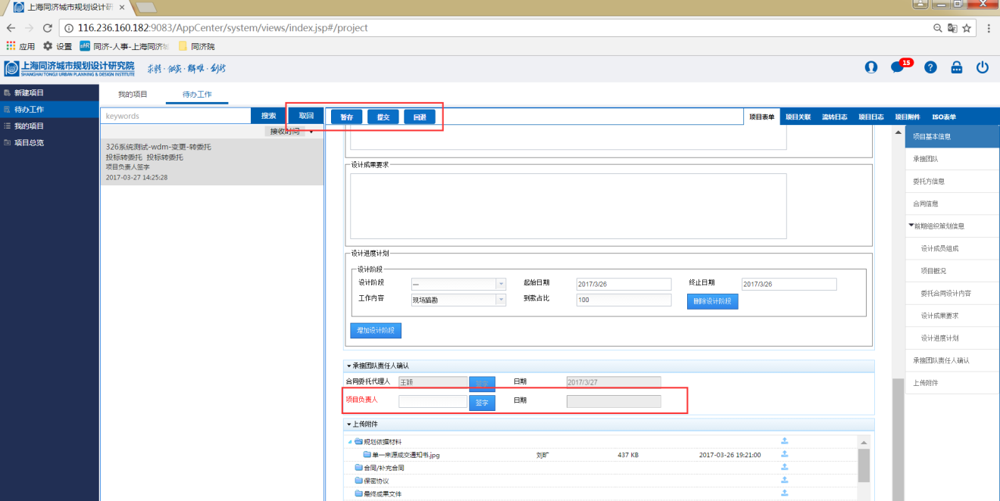 上海同济城市规划设计研
116.236.160.182:9083/AppCenter/system/views/index.jsp#/project
应用 设置 同济-人事-上海同济城 同济院
上海同济城市规划设计研究院
SHANGHAI TONGJI URBAN PLANNING & DESIGN INSTITUTE
15
新建项目
待办工作
我的项目
项目总览
我的项目 待办工作
keywords 搜索 取回
暂存 提交 回退
项目表单 项目关联 流转日志 项目日志 项目附件 ISO表单
接收时间
326系统测试-wdm-变更-转委托
投标转委托 投标转委托
项目负责人签字
2017-03-27 14:25:28
设计成果要求
设计进度计划
设计阶段
设计阶段 — 起始日期 2017/3/26 终止日期 2017/3/26
工作内容 现场踏勘 到款占比 100 删除设计阶段
增加设计阶段
承接团队责任人确认
合同委托代理人 王颖 签字 日期 2017/3/27
项目负责人 签字 日期
上传附件
规划依据材料
单一来源成交通知书.jpg 刘旷 437 KB 2017-03-26 19:21:00
合同/补充合同
保密协议
最终成果文件
项目基本信息
承接团队
委托方信息
合同信息
前期组织策划信息
设计成员组成
项目概况
委托合同设计内容
设计成果要求
设计进度计划
承接团队责任人确认
上传附件